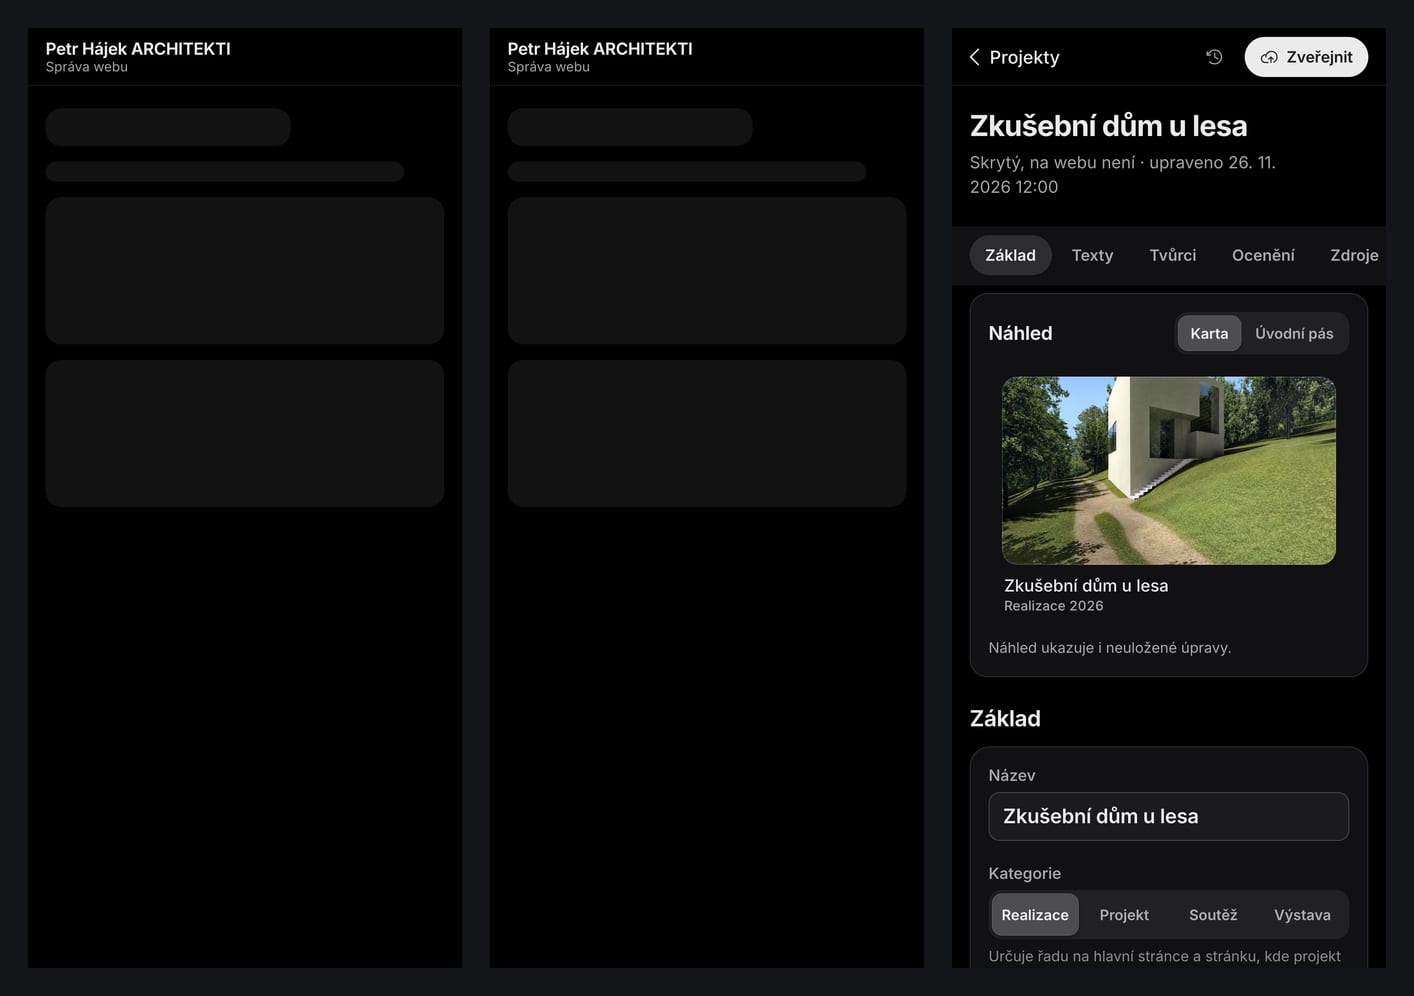 Petr Hájek ARCHITEKTI
Správa webu
Petr Hájek ARCHITEKTI
Správa webu
Projekty
Zveřejnit
Zkušební dům u lesa
Skrytý, na webu není · upraveno 26. 11.
2026 12:00
Základ Texty Tvůrci Ocenění Zdroje
Náhled
Karta Úvodní pás
Zkušební dům u lesa
Realizace 2026
Náhled ukazuje i neuložené úpravy.
Základ
Název
Zkušební dům u lesa
Kategorie
Realizace Projekt Soutěž Výstava
Určuje řadu na hlavní stránce a stránku, kde projekt